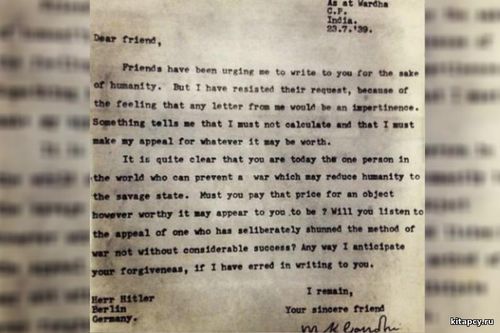 As at Wardha
C.P.
India.
23.7.'39.
Dear friend,
Friends have been urging me to write to you for the sake
of humanity. But I have resisted their request, because of
the feeling that any letter from me would be an impertinence.
Something tells me that I must not calculate and that I must
make my appeal for whatever it may be worth.
It is quite clear that you are today the one person in
the world who can prevent a war which may reduce humanity to
the savage state. Must you pay that price for an object
however worthy it may appear to you to be ? Will you listen to
the appeal of one who has seliberately shunned the method of
war not without considerable success? Any way I anticipate
your forgiveness, if I have erred in writing to you.
I remain,
Your sincere friend
Herr Hitler
Berlin
Germany.
M K Gandhi
kitapcy.ru